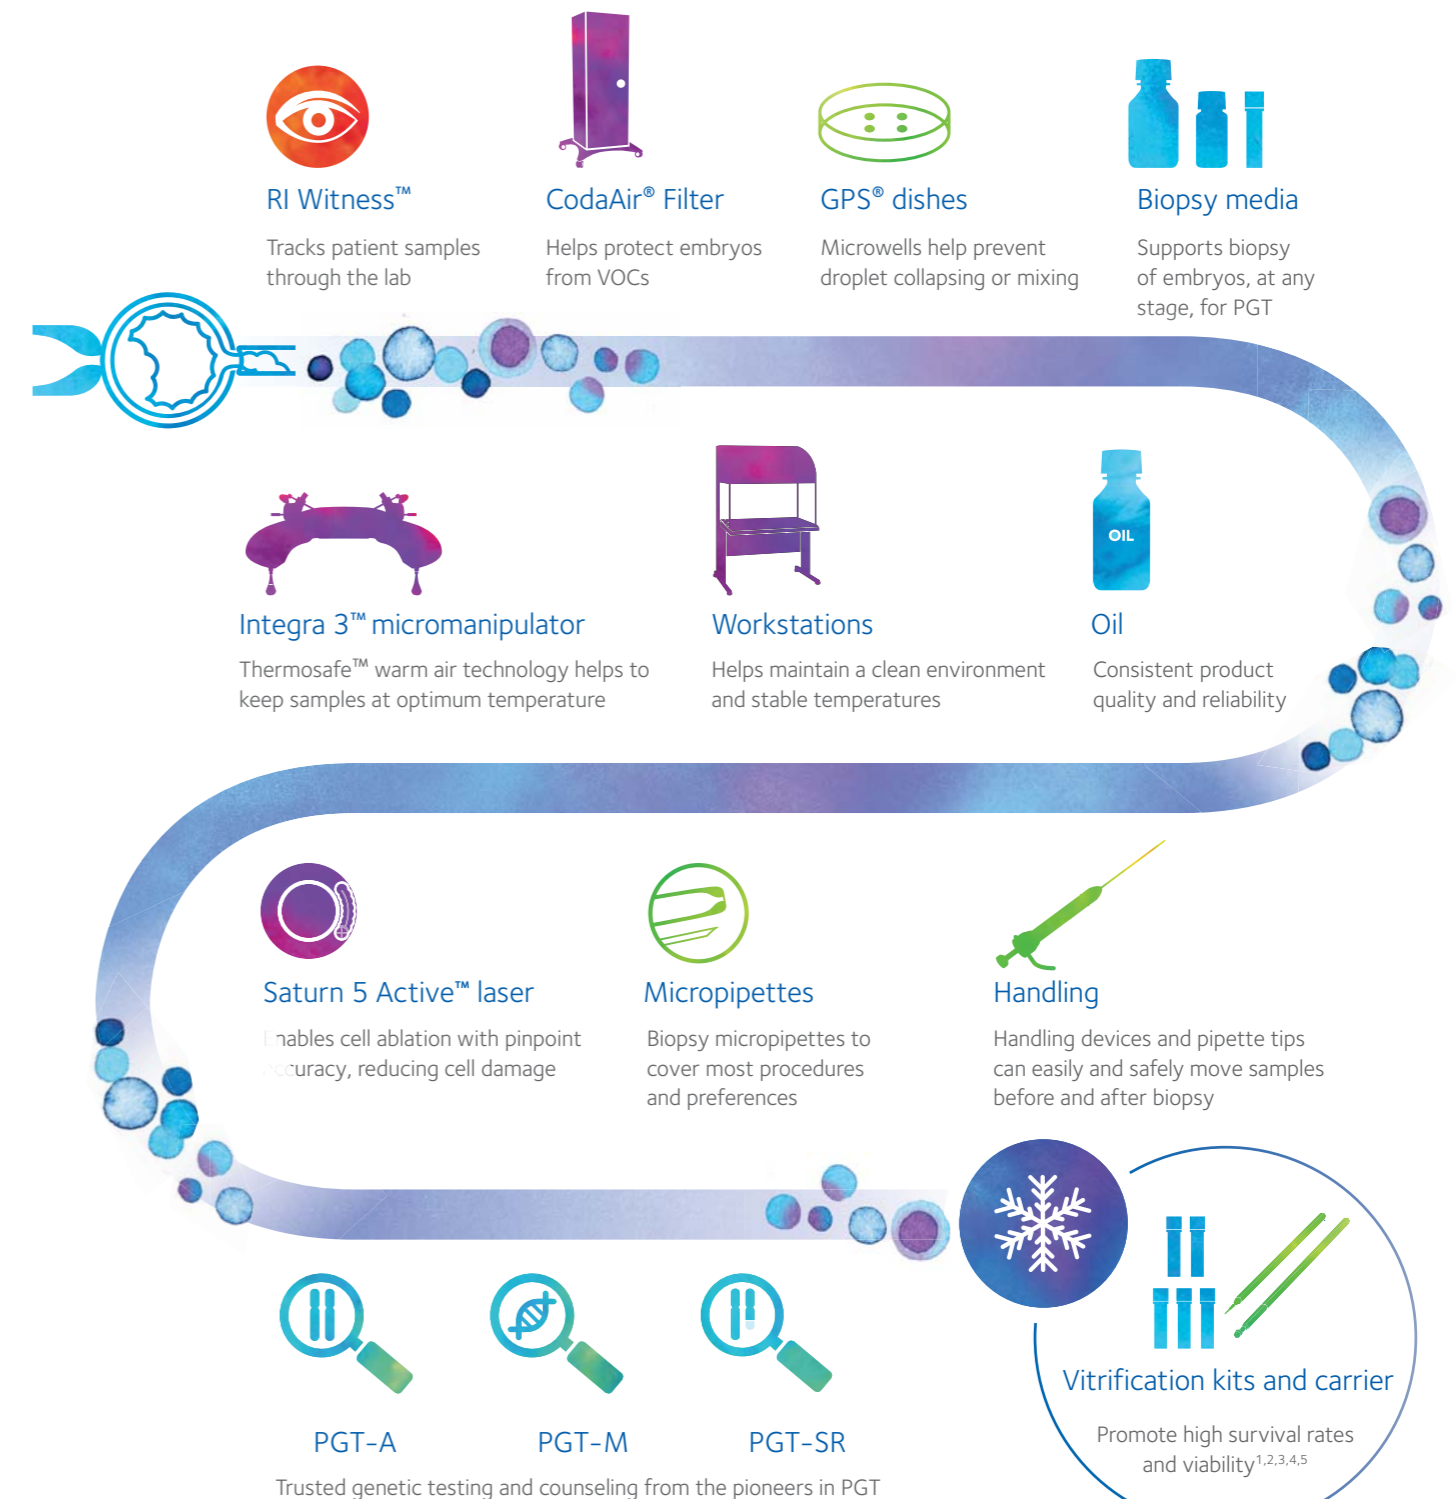 RI Witness™
Tracks patient samples
through the lab
CodaAir® Filter
Helps protect embryos
from VOCs
GPS® dishes
Microwells help prevent
droplet collapsing or mixing
Biopsy media
Supports biopsy
of embryos, at any
stage, for PGT
Integra 3™ micromanipulator
Thermosafe™ warm air technology helps to
keep samples at optimum temperature
Workstations
Helps maintain a clean environment
and stable temperatures
OIL
Oil
Consistent product
quality and reliability
Saturn 5 Active™ laser
Enables cell ablation with pinpoint
accuracy, reducing cell damage
Micropipettes
Biopsy micropipettes to
cover most procedures
and preferences
Handling
Handling devices and pipette tips
can easily and safely move samples
before and after biopsy
PGT-A
PGT-M
PGT-SR
Trusted genetic testing and counseling from the pioneers in PGT
Vitrification kits and carrier
Promote high survival rates
and viability1,2,3,4,5